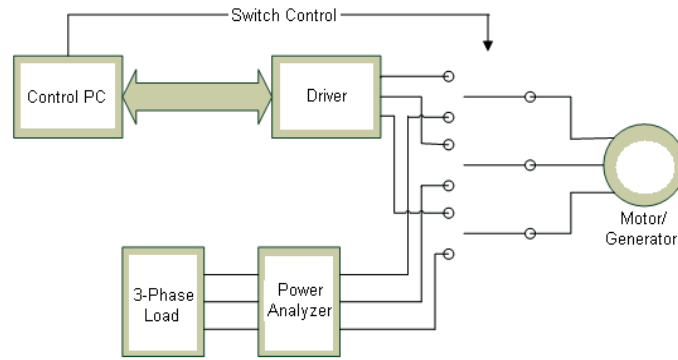 Switch Control
Control PC
Driver
Motor/
Generator
3-Phase
Load
Power
Analyzer